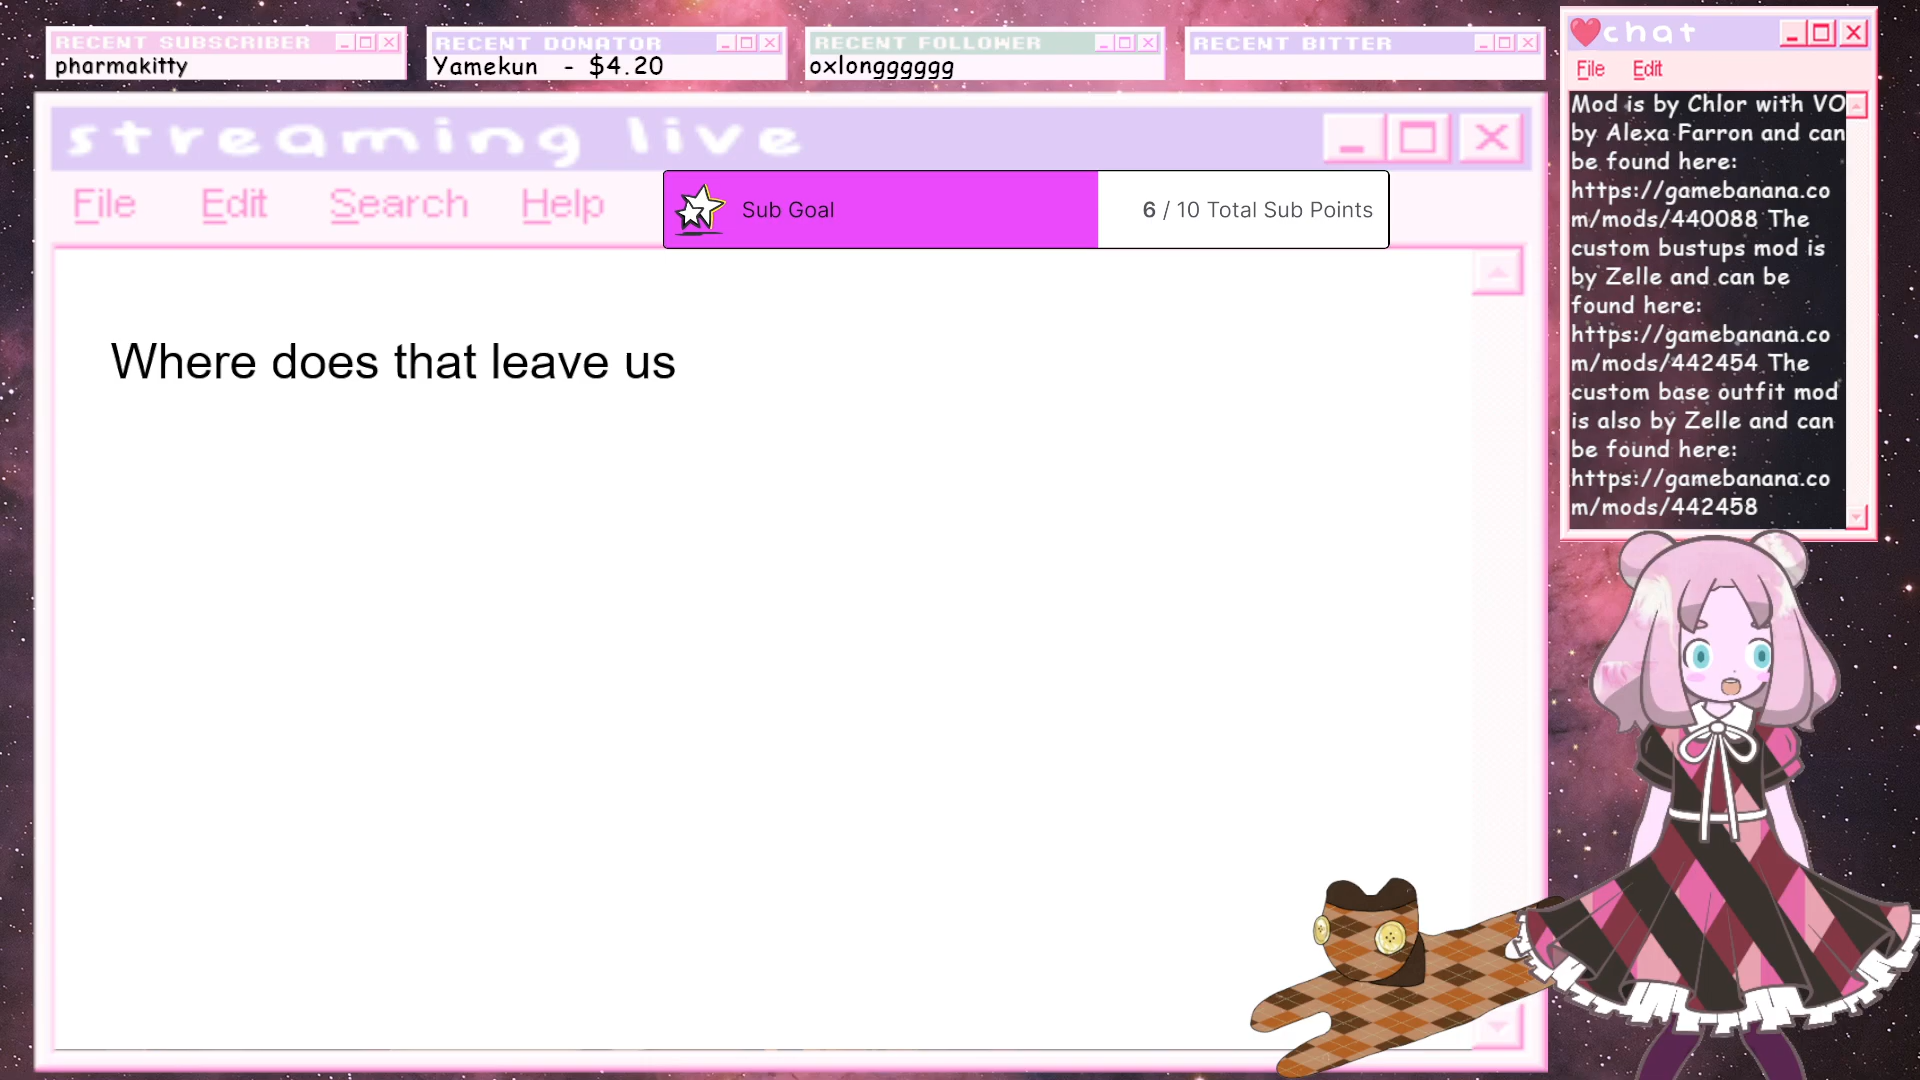 RECENT SUBSCRIBER
pharmakitty
RECENT DONATOR
Yamekun - $4.20
RECENT FOLLOWER
oxlongggggg
RECENT BITTER
chat
File Edit
Mod is by Chlor with VO
by Alexa Farron and can
be found here:
https://gamebanana.co
m/mods/440088 The
custom bustups mod is
by Zelle and can be
found here:
https://gamebanana.co
m/mods/442454 The
custom base outfit mod
is also by Zelle and can
be found here:
https://gamebanana.co
m/mods/442458
streaming live
File Edit Search Help
Sub Goal
6 / 10 Total Sub Points
Where does that leave us